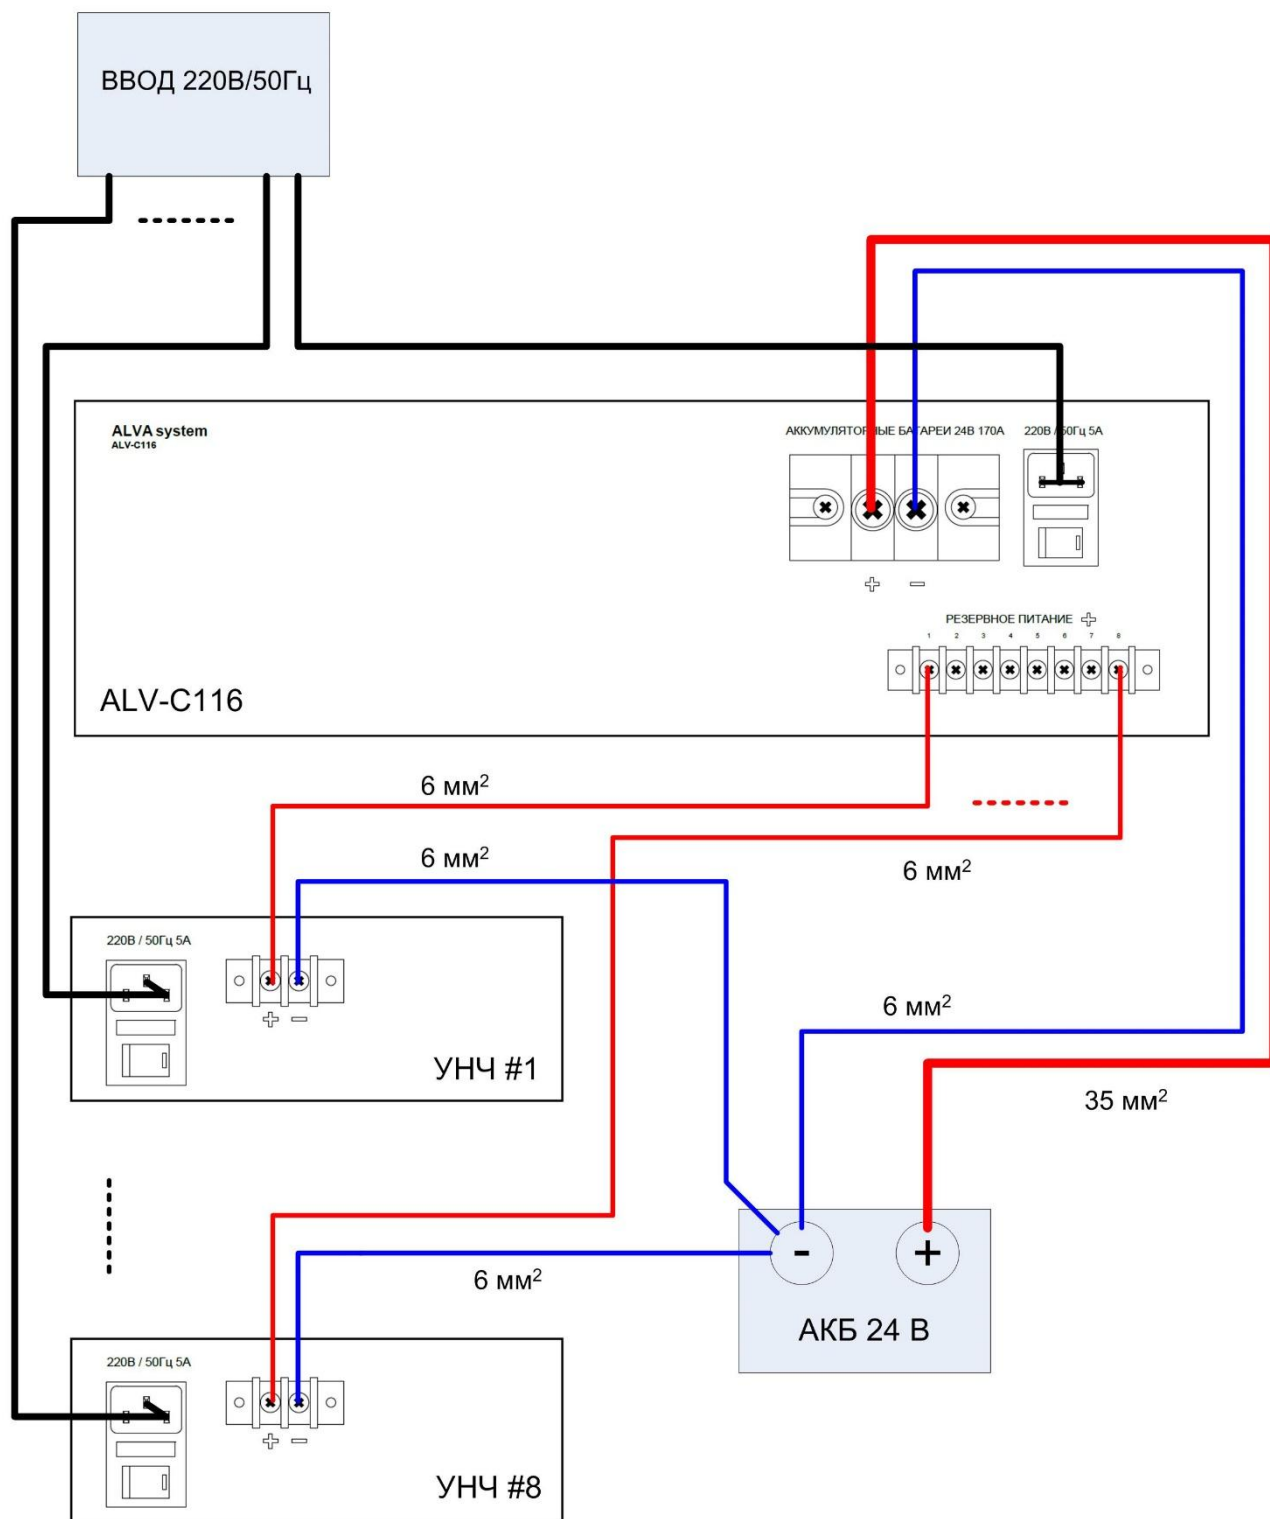 ВВОД 220В/50Гц
ALVA system
ALV-C116
АККУМУЛЯТОРНЫЕ БАТАРЕИ 24В 170А
220В / 50Гц 5А
+ −
РЕЗЕРВНОЕ ПИТАНИЕ +
1 2 3 4 5 6 7 8
ALV-C116
6 мм²
6 мм²
6 мм²
220В / 50Гц 5А
+ −
УНЧ #1
6 мм²
35 мм²
6 мм²
- +
АКБ 24 В
220В / 50Гц 5А
+ −
УНЧ #8